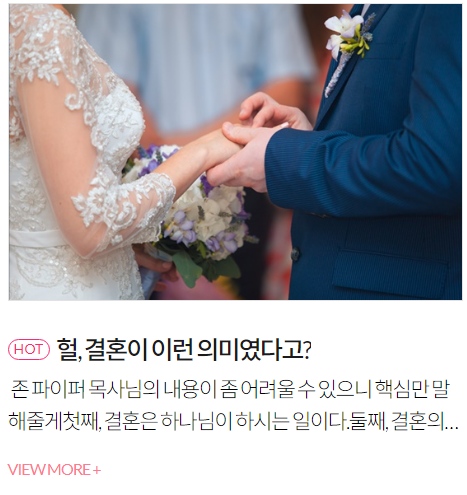 HOT 헐, 결혼이 이런 의미였다고?
존 파이퍼 목사님의 내용이 좀 어려울 수 있으니 핵심만 말
해줄게첫째, 결혼은 하나님이 하시는 일이다.둘째, 결혼의...
VIEW MORE +